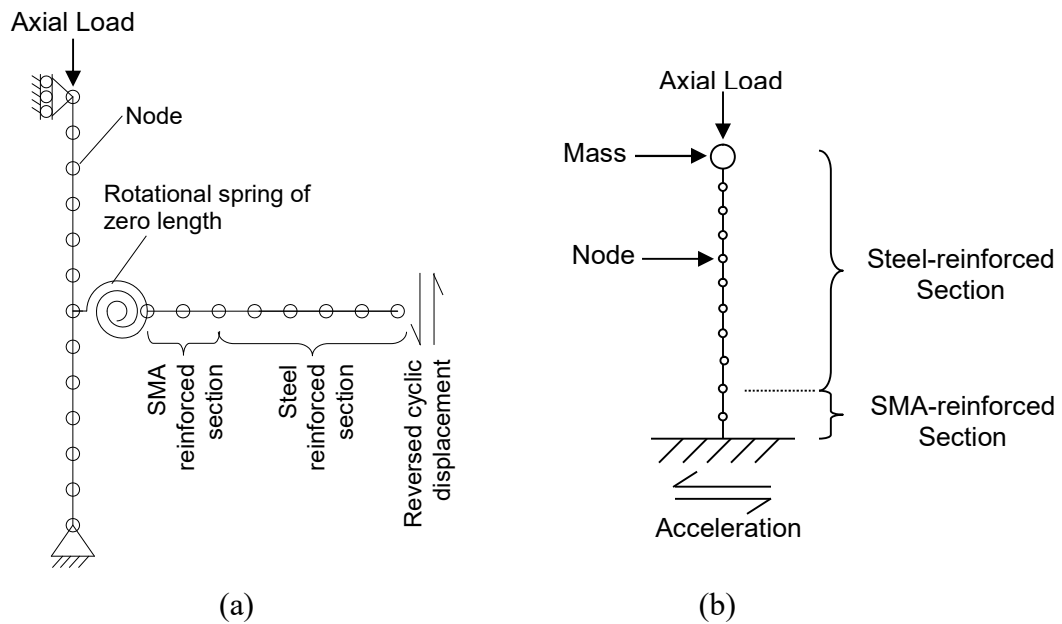 Axial Load
Node
Rotational spring of
zero length
SMA
reinforced
section
Steel
reinforced
section
Reversed cyclic
displacement
(a)
Axial Load
Mass
Node
Steel-reinforced
Section
SMA-reinforced
Section
Acceleration
(b)